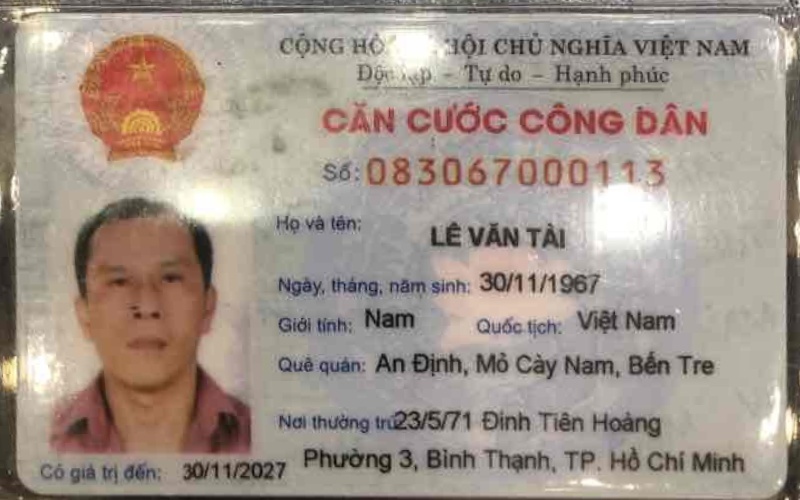 CỘNG HÒ HỘI CHỦ NGHĨA VIỆT NAM
Độc lập - Tự do - Hạnh phúc
CĂN CƯỚC CÔNG DÂN
Số: 083067000113
Họ và tên: LÊ VĂN TÀI
Ngày, tháng, năm sinh: 30/11/1967
Giới tính: Nam Quốc tịch: Việt Nam
Quê quán: An Định, Mỏ Cày Nam, Bến Tre
Nơi thường trú: 23/5/71 Đinh Tiên Hoàng
Phường 3, Bình Thạnh, TP. Hồ Chí Minh
Có giá trị đến: 30/11/2027